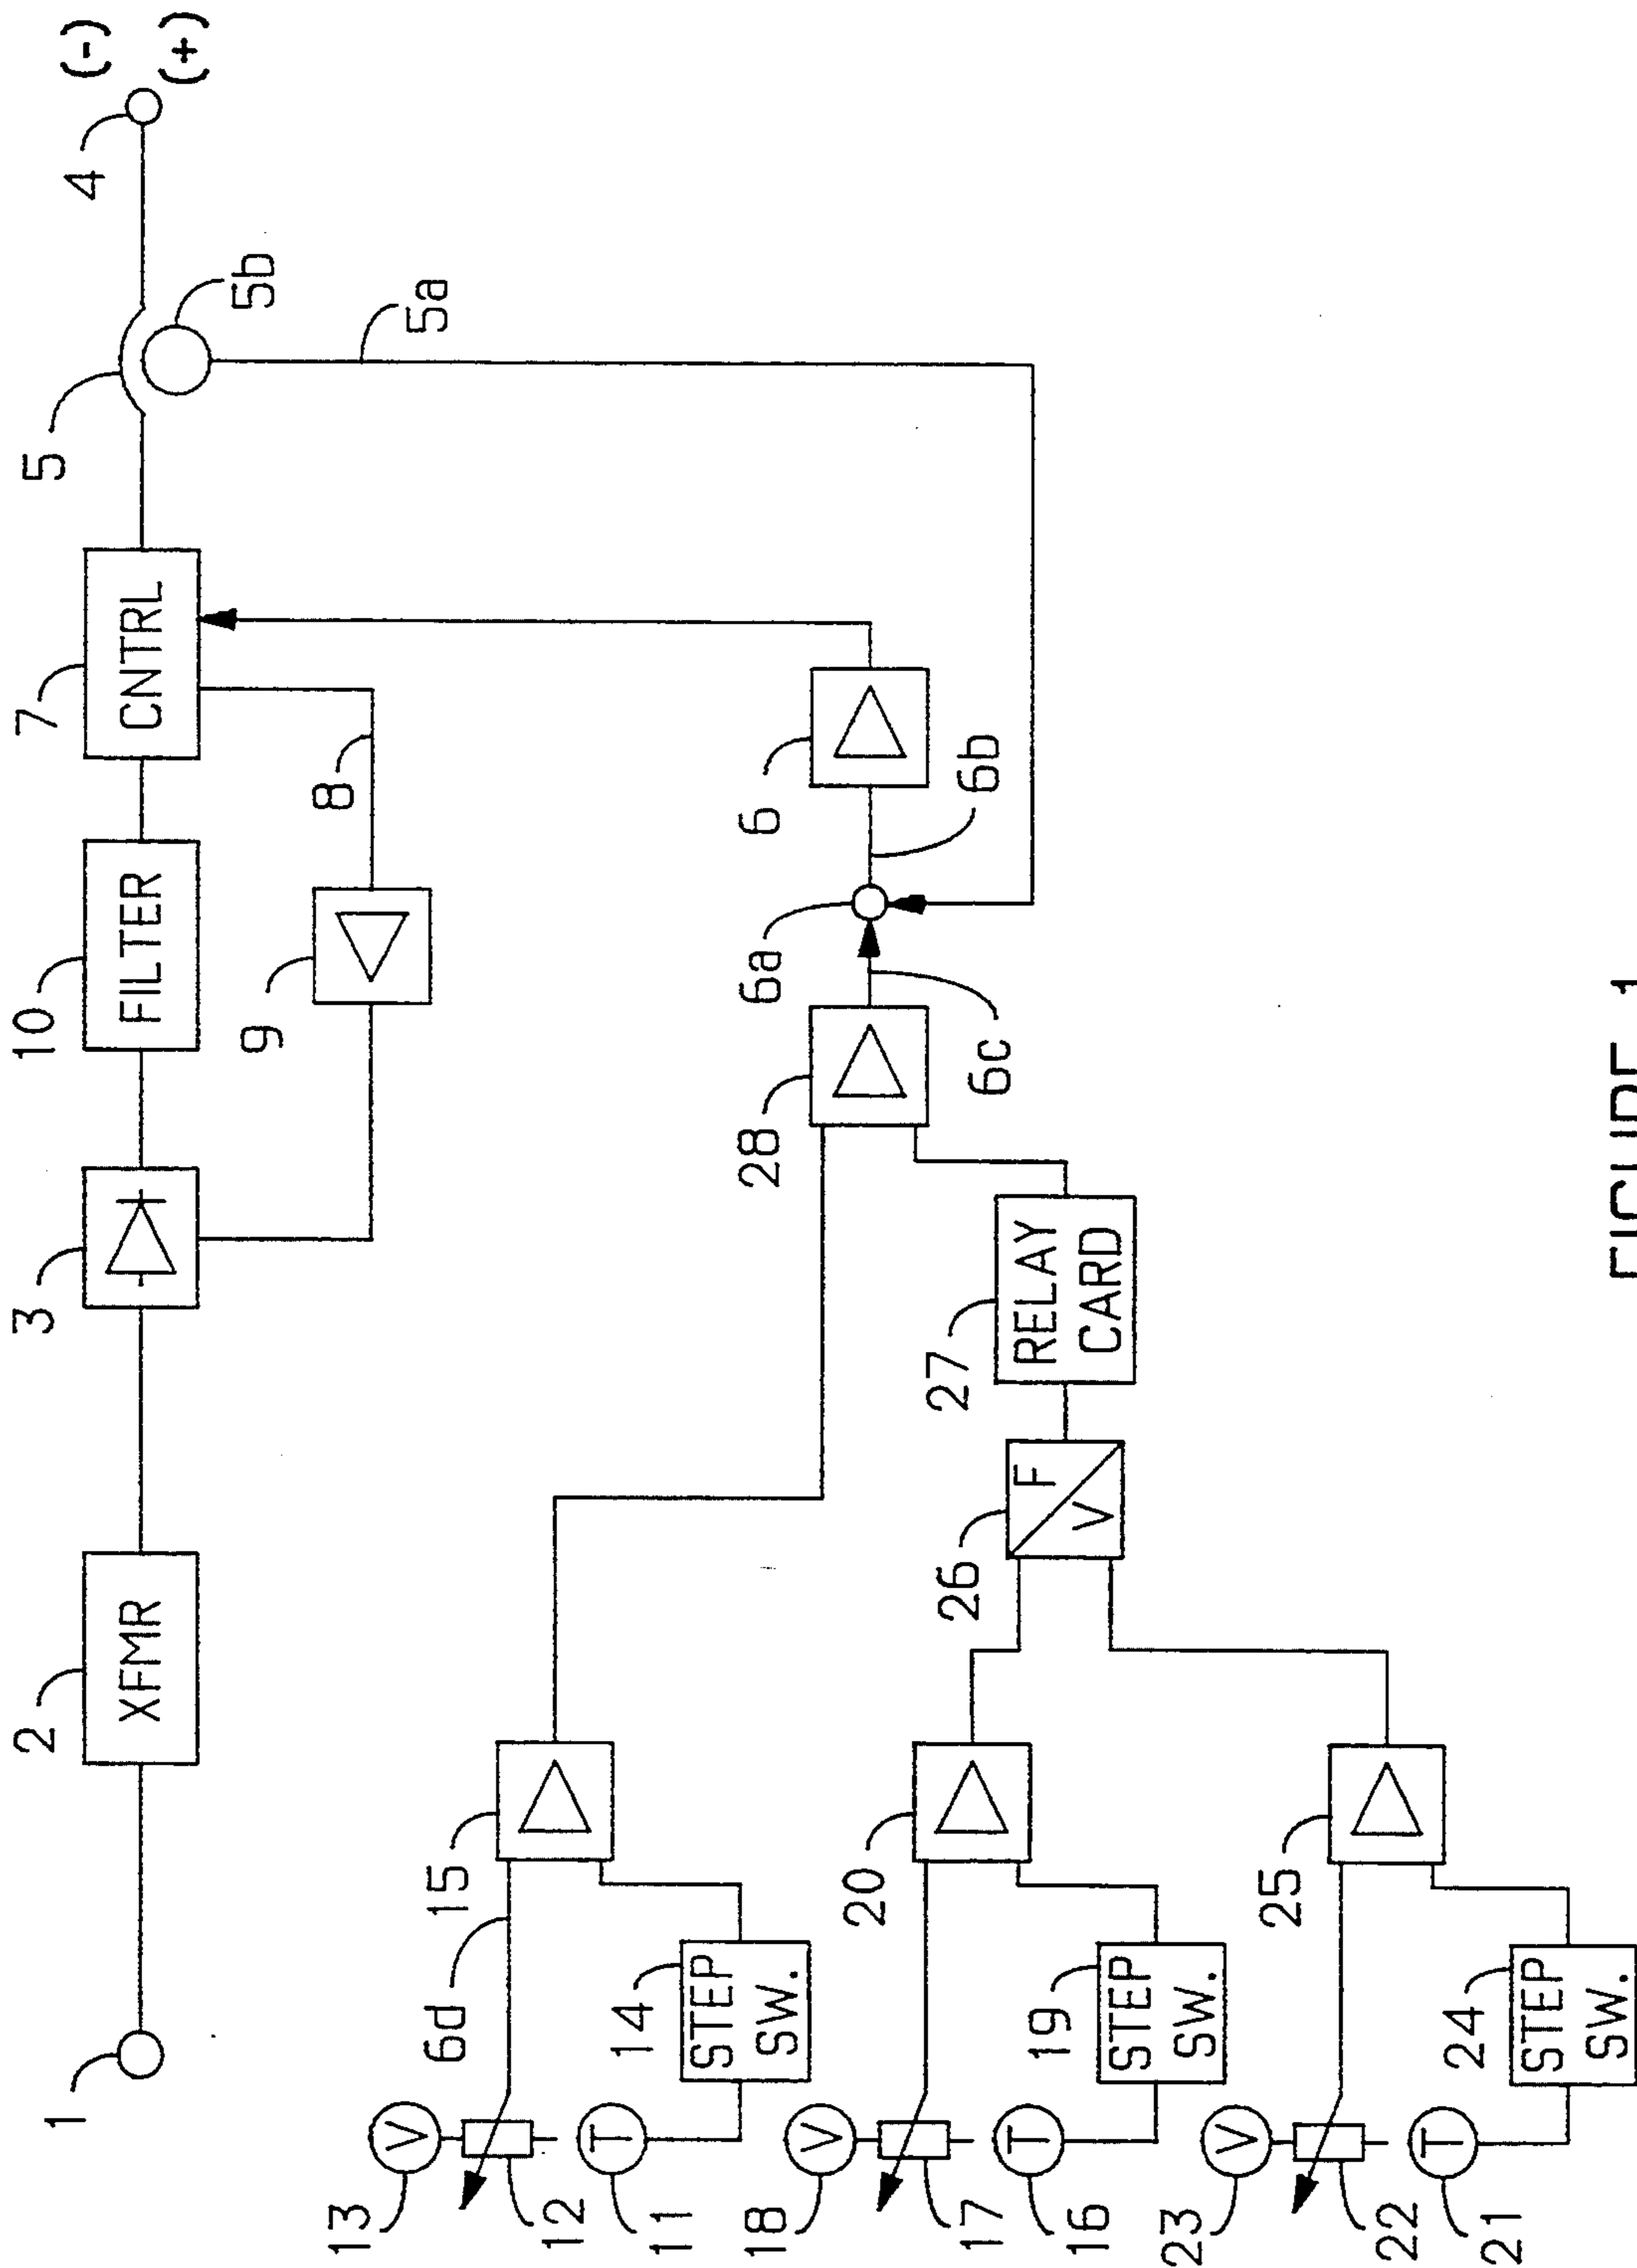 1
2
XFMR
3
10
FILTER
7
CNTRL
5
4
(-)
(+)
9
8
5b
5a
13
V
12
6d
15
11
T
14
STEP
SW.
28
6a
6
6c
6b
18
V
17
20
16
T
19
STEP
SW.
26
F
V
27
RELAY
CARD
23
V
22
25
21
T
24
STEP
SW.
FIGURE 1